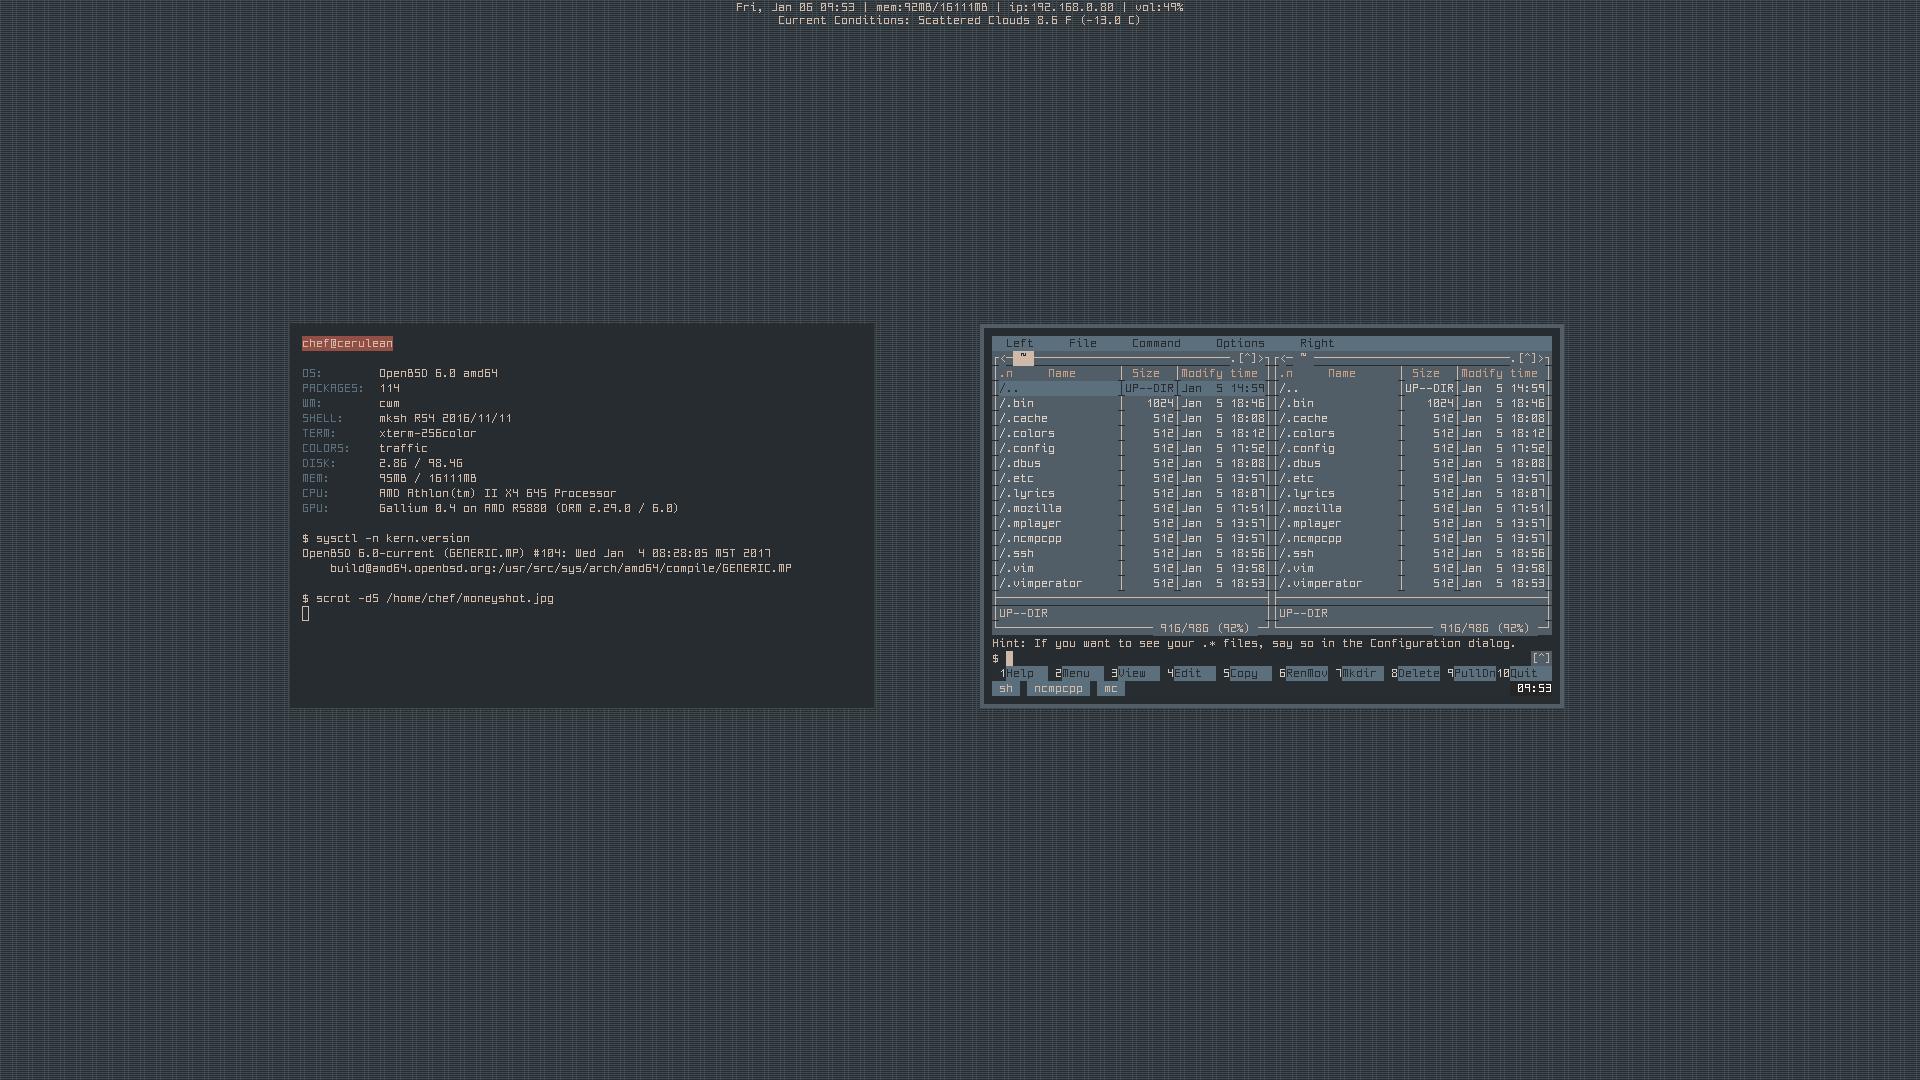 Fri, Jan 06 09:53 | mem:92MB/16111MB | ip:192.168.0.80 | vol:49%
Current Conditions: Scattered Clouds 8.6 F (-13.0 C)
chef@cerulean
OS: OpenBSD 6.0 amd64
PACKAGES: 114
WM: cwm
SHELL: mksh R54 2016/11/11
TERM: xterm-256color
COLORS: traffic
DISK: 2.8G / 98.4G
MEM: 95MB / 16111MB
CPU: AMD Athlon(tm) II X4 645 Processor
GPU: Gallium 0.4 on AMD RS880 (DRM 2.29.0 / 6.0)
$ sysctl -n kern.version
OpenBSD 6.0-current (GENERIC.MP) #104: Wed Jan  4 08:28:05 MST 2017
build@amd64.openbsd.org:/usr/src/sys/arch/amd64/compile/GENERIC.MP
$ scrot -d5 /home/chef/moneyshot.jpg
Left File Command Options Right
<─ ~ ─.[^]> <─ ~ ─.[^]>
.n Name | Size | Modify time .n Name | Size | Modify time
/.. |UP--DIR|Jan  5 14:59 /.. |UP--DIR|Jan  5 14:59
/.bin | 1024|Jan  5 18:46 /.bin | 1024|Jan  5 18:46
/.cache | 512|Jan  5 18:08 /.cache | 512|Jan  5 18:08
/.colors | 512|Jan  5 18:12 /.colors | 512|Jan  5 18:12
/.config | 512|Jan  5 17:52 /.config | 512|Jan  5 17:52
/.dbus | 512|Jan  5 18:08 /.dbus | 512|Jan  5 18:08
/.etc | 512|Jan  5 13:57 /.etc | 512|Jan  5 13:57
/.lyrics | 512|Jan  5 18:07 /.lyrics | 512|Jan  5 18:07
/.mozilla | 512|Jan  5 17:51 /.mozilla | 512|Jan  5 17:51
/.mplayer | 512|Jan  5 13:57 /.mplayer | 512|Jan  5 13:57
/.ncmpcpp | 512|Jan  5 13:57 /.ncmpcpp | 512|Jan  5 13:57
/.ssh | 512|Jan  5 18:56 /.ssh | 512|Jan  5 18:56
/.vim | 512|Jan  5 13:58 /.vim | 512|Jan  5 13:58
/.vimperator | 512|Jan  5 18:53 /.vimperator | 512|Jan  5 18:53
UP--DIR UP--DIR
91G/98G (92%) 91G/98G (92%)
Hint: If you want to see your .* files, say so in the Configuration dialog.
$ [^]
1Help 2Menu 3View 4Edit 5Copy 6RenMov 7Mkdir 8Delete 9PullDn 10Quit
sh ncmpcpp mc 09:53